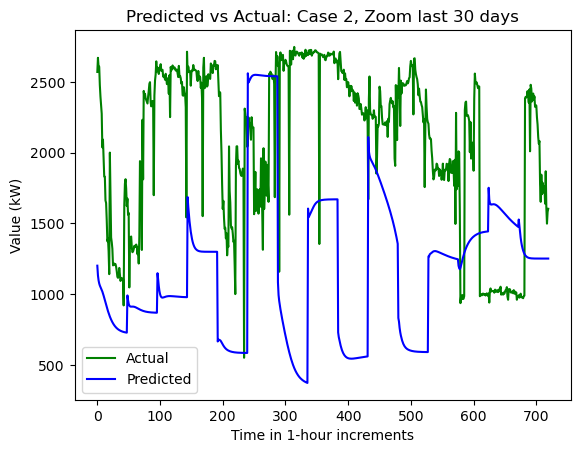 Predicted vs Actual: Case 2, Zoom last 30 days
Value (kW)
2500
2000
1500
1000
500
Actual
Predicted
0 100 200 300 400 500 600 700
Time in 1-hour increments